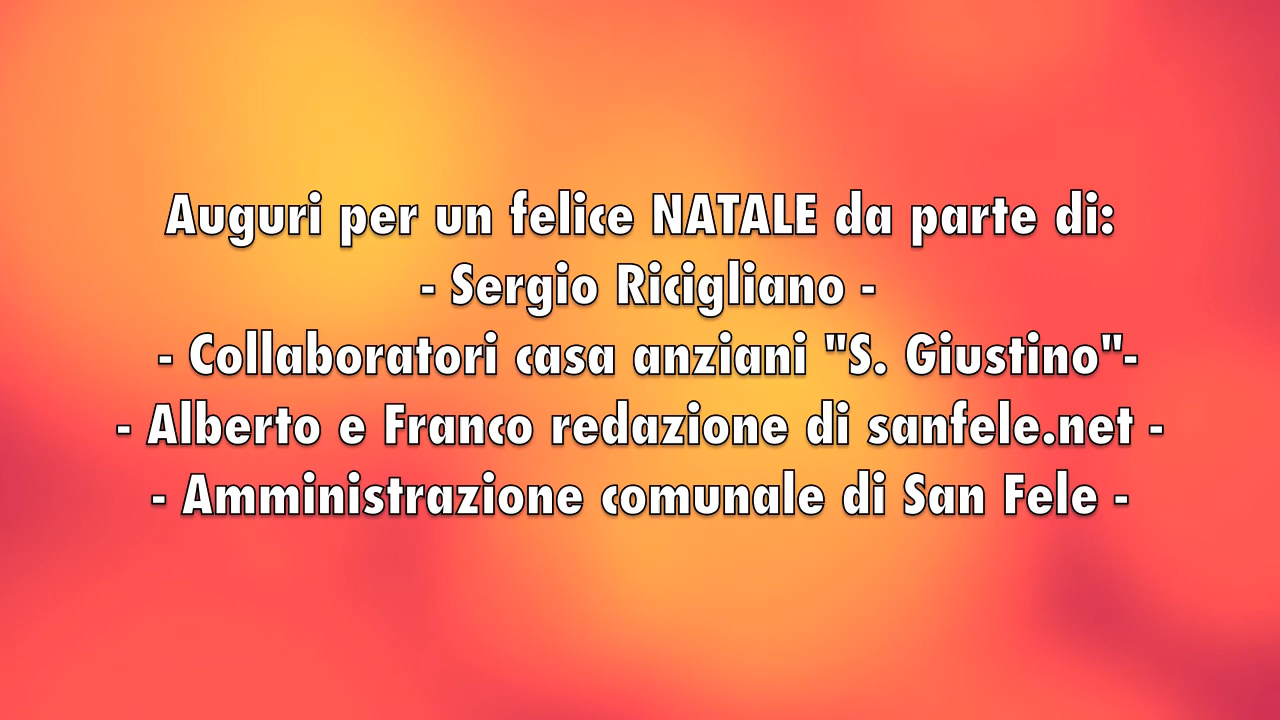 Auguri per un felice NATALE da parte di:
- Sergio Ricigliano -
- Collaboratori casa anziani "S. Giustino"-
- Alberto e Franco redazione di sanfele.net -
- Amministrazione comunale di San Fele -